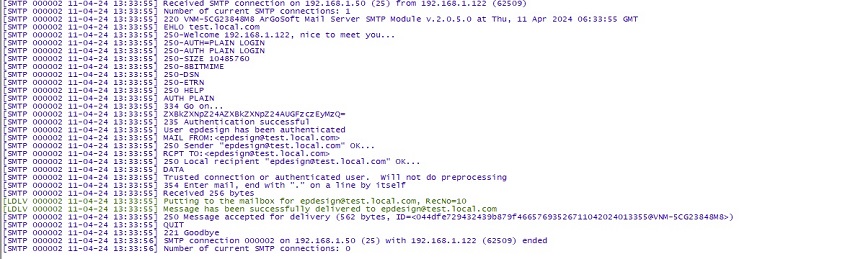 [SMTP 000002 11-04-24 13:33:55] Received SMTP connection on 192.168.1.50 (25) from 192.168.1.122 (62509)
[SMTP 000002 11-04-24 13:33:55] Number of current SMTP connections: 1
[SMTP 000002 11-04-24 13:33:55] 220 VNM-5CG23848M8 ArGoSoft Mail Server SMTP Module v.2.0.5.0 at Thu, 11 Apr 2024 06:33:55 GMT
[SMTP 000002 11-04-24 13:33:55] EHLO test.local.com
[SMTP 000002 11-04-24 13:33:55] 250-Welcome 192.168.1.122, nice to meet you...
[SMTP 000002 11-04-24 13:33:55] 250-AUTH=PLAIN LOGIN
[SMTP 000002 11-04-24 13:33:55] 250-AUTH PLAIN LOGIN
[SMTP 000002 11-04-24 13:33:55] 250-SIZE 10485760
[SMTP 000002 11-04-24 13:33:55] 250-8BITMIME
[SMTP 000002 11-04-24 13:33:55] 250-DSN
[SMTP 000002 11-04-24 13:33:55] 250-ETRN
[SMTP 000002 11-04-24 13:33:55] 250 HELP
[SMTP 000002 11-04-24 13:33:55] AUTH PLAIN
[SMTP 000002 11-04-24 13:33:55] 334 Go on...
[SMTP 000002 11-04-24 13:33:55] ZXBkZXNpZ24AZXBkZXNpZ24AUGFzczEyMzQ=
[SMTP 000002 11-04-24 13:33:55] 235 Authentication successful
[SMTP 000002 11-04-24 13:33:55] User epdesign has been authenticated
[SMTP 000002 11-04-24 13:33:55] MAIL FROM:<epdesign@test.local.com>
[SMTP 000002 11-04-24 13:33:55] 250 Sender "epdesign@test.local.com" OK...
[SMTP 000002 11-04-24 13:33:55] RCPT TO:<epdesign@test.local.com>
[SMTP 000002 11-04-24 13:33:55] 250 Local recipient "epdesign@test.local.com" OK...
[SMTP 000002 11-04-24 13:33:55] DATA
[SMTP 000002 11-04-24 13:33:55] Trusted connection or authenticated user.  Will not do preprocessing
[SMTP 000002 11-04-24 13:33:55] 354 Enter mail, end with "." on a line by itself
[SMTP 000002 11-04-24 13:33:55] Received 256 bytes
[LDLV 000002 11-04-24 13:33:55] Putting to the mailbox for epdesign@test.local.com, RecNo=10
[LDLV 000002 11-04-24 13:33:55] Message has been successfully delivered to epdesign@test.local.com
[SMTP 000002 11-04-24 13:33:55] 250 Message accepted for delivery (562 bytes, ID=<044dfe729432439b879f46657693526711042024013355@VNM-5CG23848M8>)
[SMTP 000002 11-04-24 13:33:55] QUIT
[SMTP 000002 11-04-24 13:33:55] 221 Goodbye
[SMTP 000002 11-04-24 13:33:56] SMTP connection 000002 on 192.168.1.50 (25) with 192.168.1.122 (62509) ended
[SMTP 000002 11-04-24 13:33:56] Number of current SMTP connections: 0